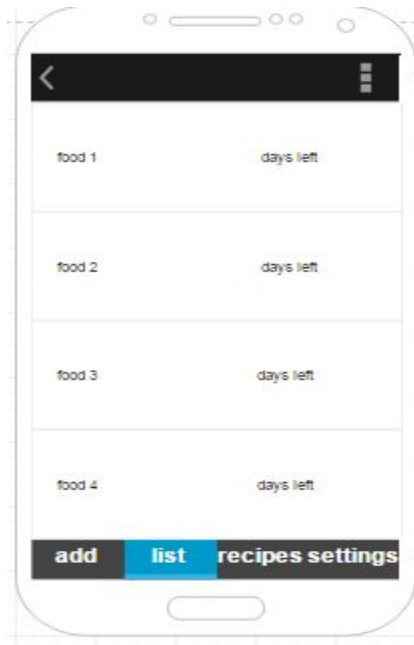 food 1 days left
food 2 days left
food 3 days left
food 4 days left
add list recipes settings